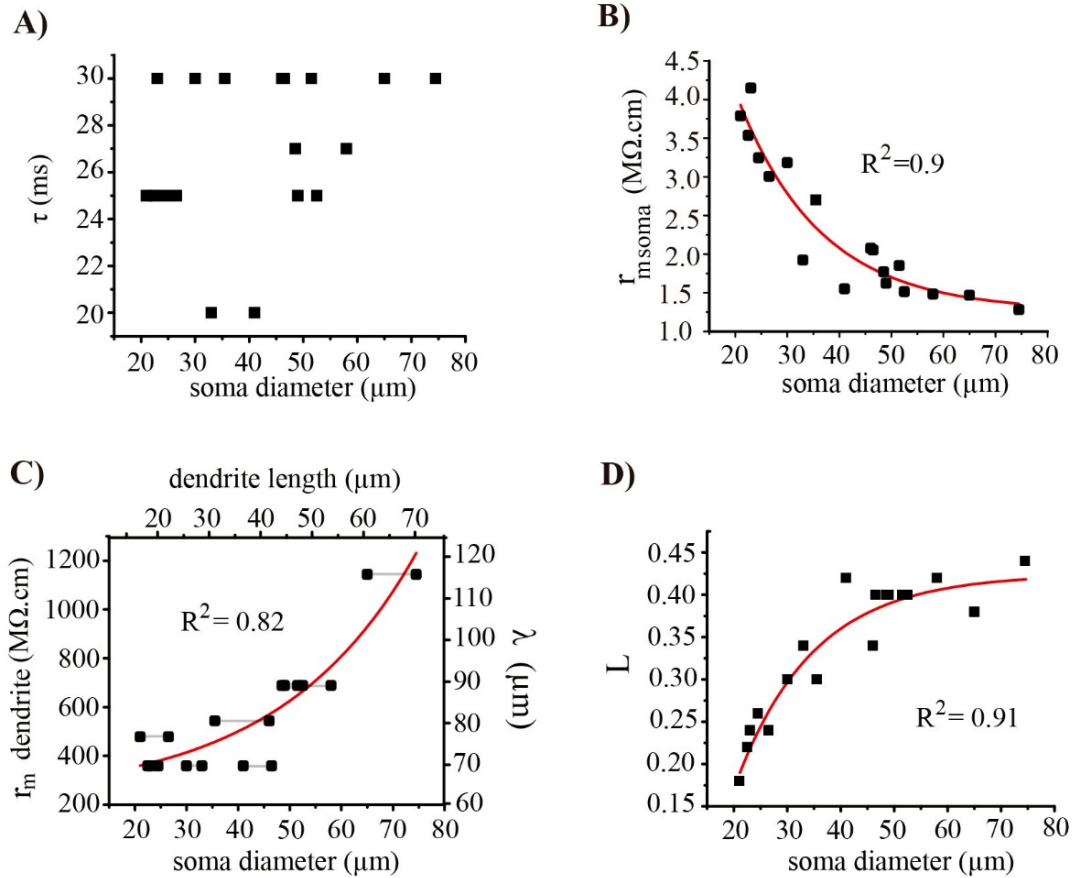 A)
30
28
26
24
22
20
τ (ms)
20 30 40 50 60 70 80
soma diameter (µm)
B)
4.5
4.0
3.5
3.0
2.5
2.0
1.5
1.0
r m soma (MΩ.cm)
R²=0.9
20 30 40 50 60 70 80
soma diameter (µm)
C)
dendrite length (µm)
20 30 40 50 60 70
1200
1000
800
600
400
200
r m dendrite (MΩ.cm)
R²= 0.82
120
110
100
90
80
70
60
λ (µm)
20 30 40 50 60 70 80
soma diameter (µm)
D)
0.45
0.40
0.35
0.30
0.25
0.20
0.15
L
R²= 0.91
20 30 40 50 60 70 80
soma diameter (µm)